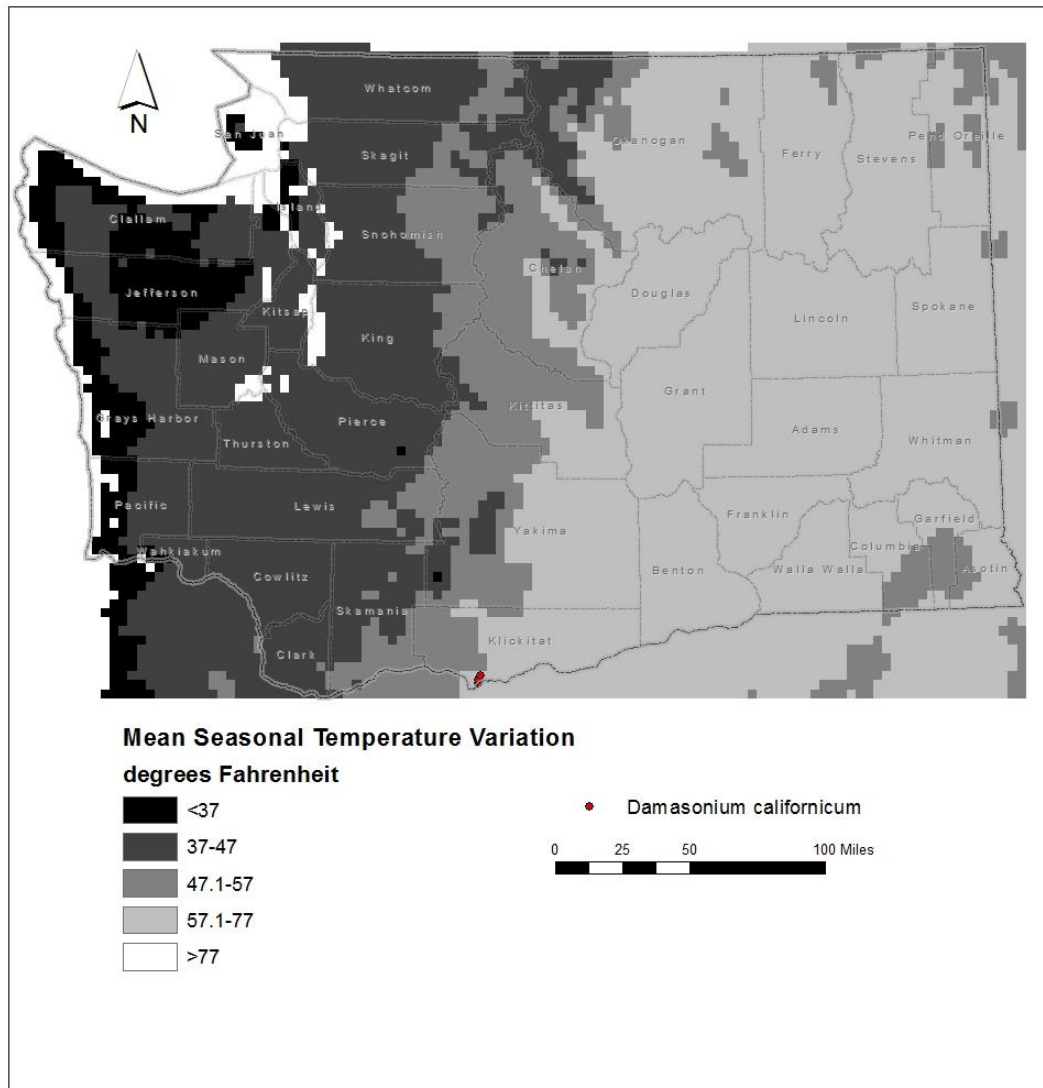 N
Whatcom
San Juan
Skagit
Okanogan
Ferry
Stevens
Pend Oreille
Island
Clallam
Snohomish
Chelan
Jefferson
Douglas
Kitsap
Lincoln
Spokane
King
Mason
Grant
Kittitas
Grays Harbor
Pierce
Adams
Thurston
Whitman
Pacific
Lewis
Yakima
Franklin
Garfield
Wahkiakum
Columbia
Cowlitz
Benton
Walla Walla
Asotin
Skamania
Klickitat
Clark
Mean Seasonal Temperature Variation
degrees Fahrenheit
<37
37-47
47.1-57
57.1-77
>77
Damasonium californicum
0 25 50 100 Miles